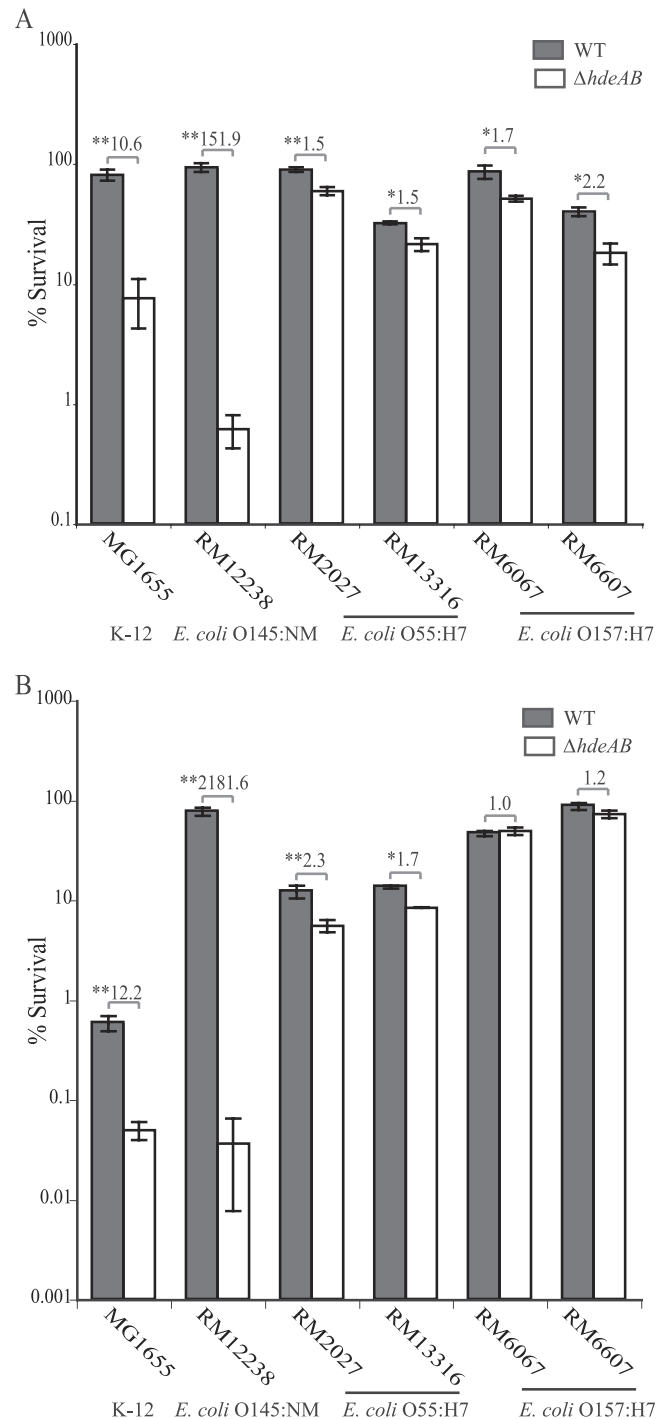 A
1000
100
10
1
0.1
% Survival
WT
ΔhdeAB
**10.6
**151.9
**1.5
*1.5
*1.7
*2.2
MG1655
RM12238
RM2027
RM13316
RM6067
RM6607
K-12
E. coli O145:NM
E. coli O55:H7
E. coli O157:H7
B
1000
100
10
1
0.1
0.01
0.001
% Survival
WT
ΔhdeAB
**12.2
**2181.6
**2.3
*1.7
1.0
1.2
MG1655
RM12238
RM2027
RM13316
RM6067
RM6607
K-12
E. coli O145:NM
E. coli O55:H7
E. coli O157:H7